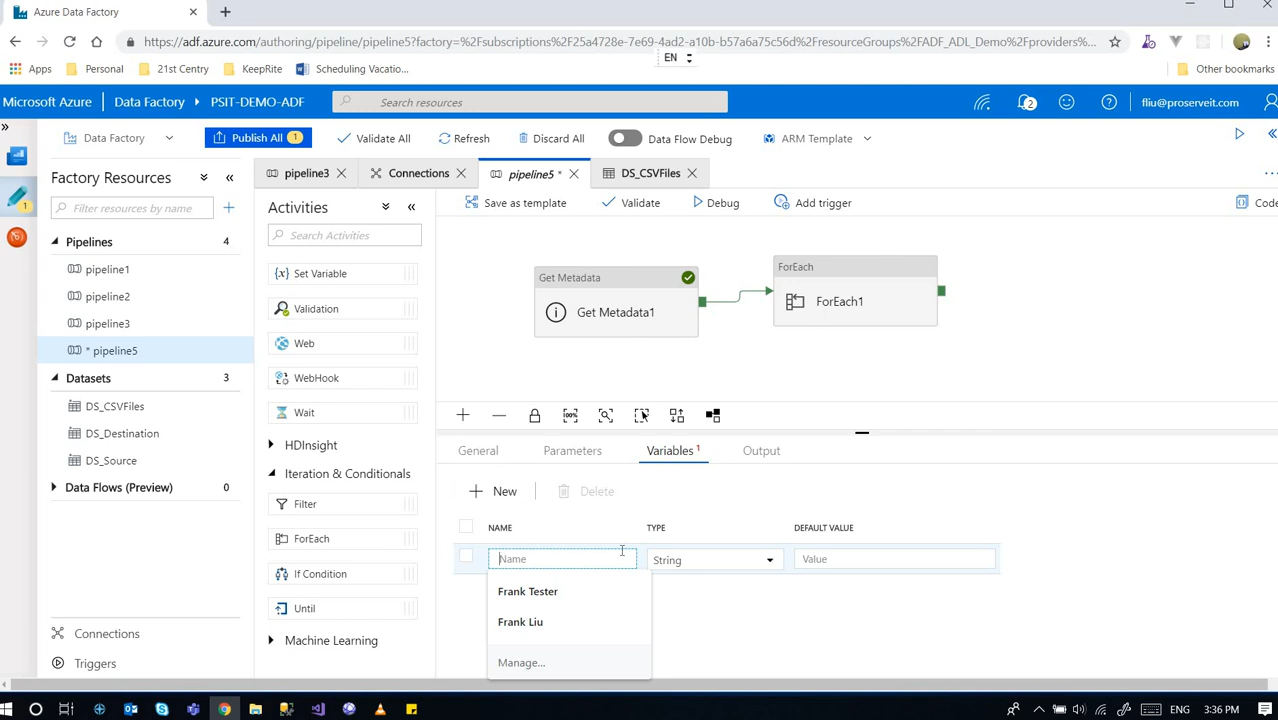 Azure Data Factory
https://adf.azure.com/authoring/pipeline/pipeline5?factory=%2Fsubscriptions%2F25a4728e-7e69-4ad2-a10b-b57a6a75c56d%2FresourceGroups%2FADF_ADL_Demo%2Fproviders%...
EN
Apps Personal 21st Centry KeepRite Scheduling Vacatio... Other bookmarks
Microsoft Azure Data Factory PSIT-DEMO-ADF Search resources 2 fliu@proserveit.com
Data Factory Publish All 1 Validate All Refresh Discard All Data Flow Debug ARM Template
1
Factory Resources
Filter resources by name
Pipelines 4
pipeline1
pipeline2
pipeline3
* pipeline5
Datasets 3
DS_CSVFiles
DS_Destination
DS_Source
Data Flows (Preview) 0
Connections
Triggers
pipeline3 Connections pipeline5 * DS_CSVFiles
Activities
Search Activities
Set Variable
Validation
Web
WebHook
Wait
HDInsight
Iteration & Conditionals
Filter
ForEach
If Condition
Until
Machine Learning
Save as template Validate Debug Add trigger Code
Get Metadata
Get Metadata1
ForEach
ForEach1
General Parameters Variables 1 Output
New Delete
NAME TYPE DEFAULT VALUE
Name String Value
Frank Tester
Frank Liu
Manage...
ENG 3:36 PM